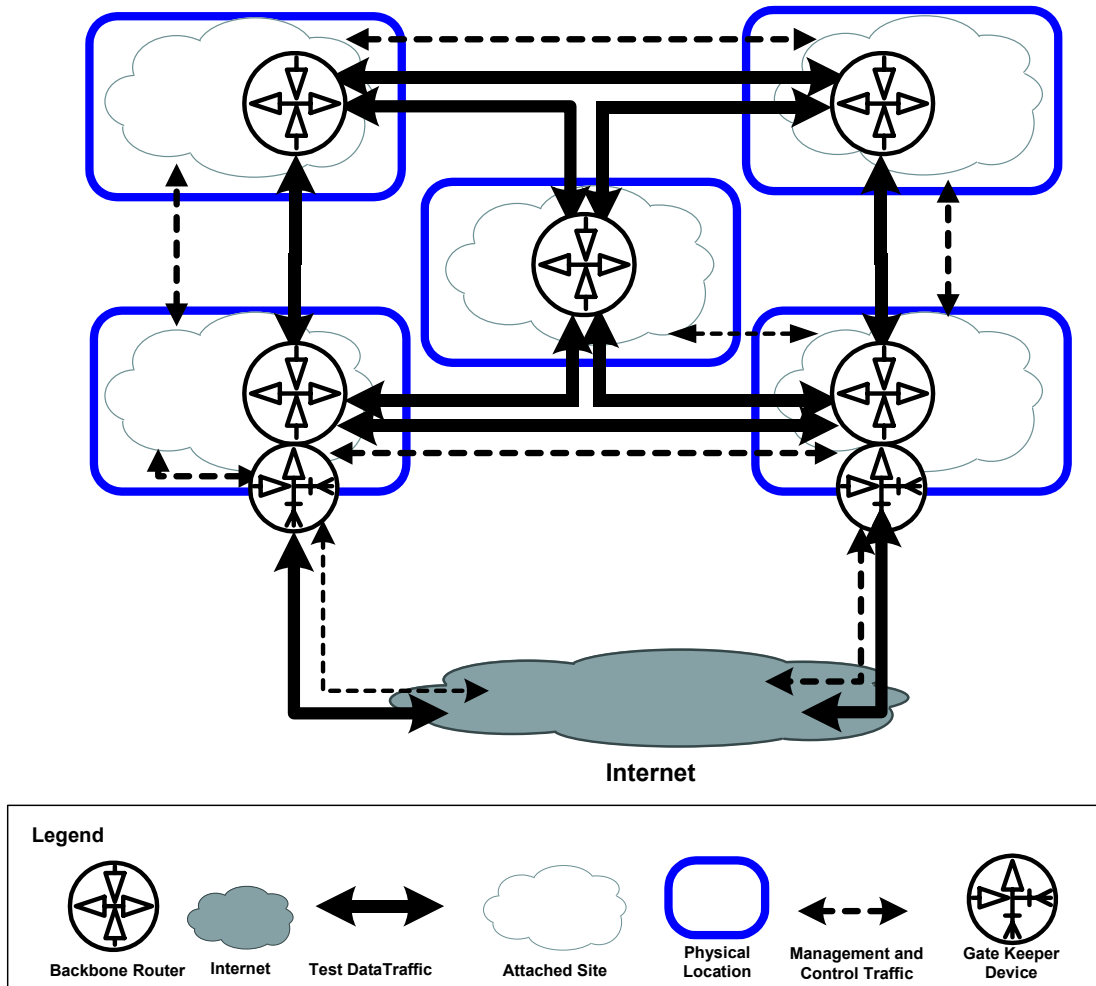 Internet
Legend
Backbone Router
Internet
Test DataTraffic
Attached Site
Physical
Location
Management and
Control Traffic
Gate Keeper
Device